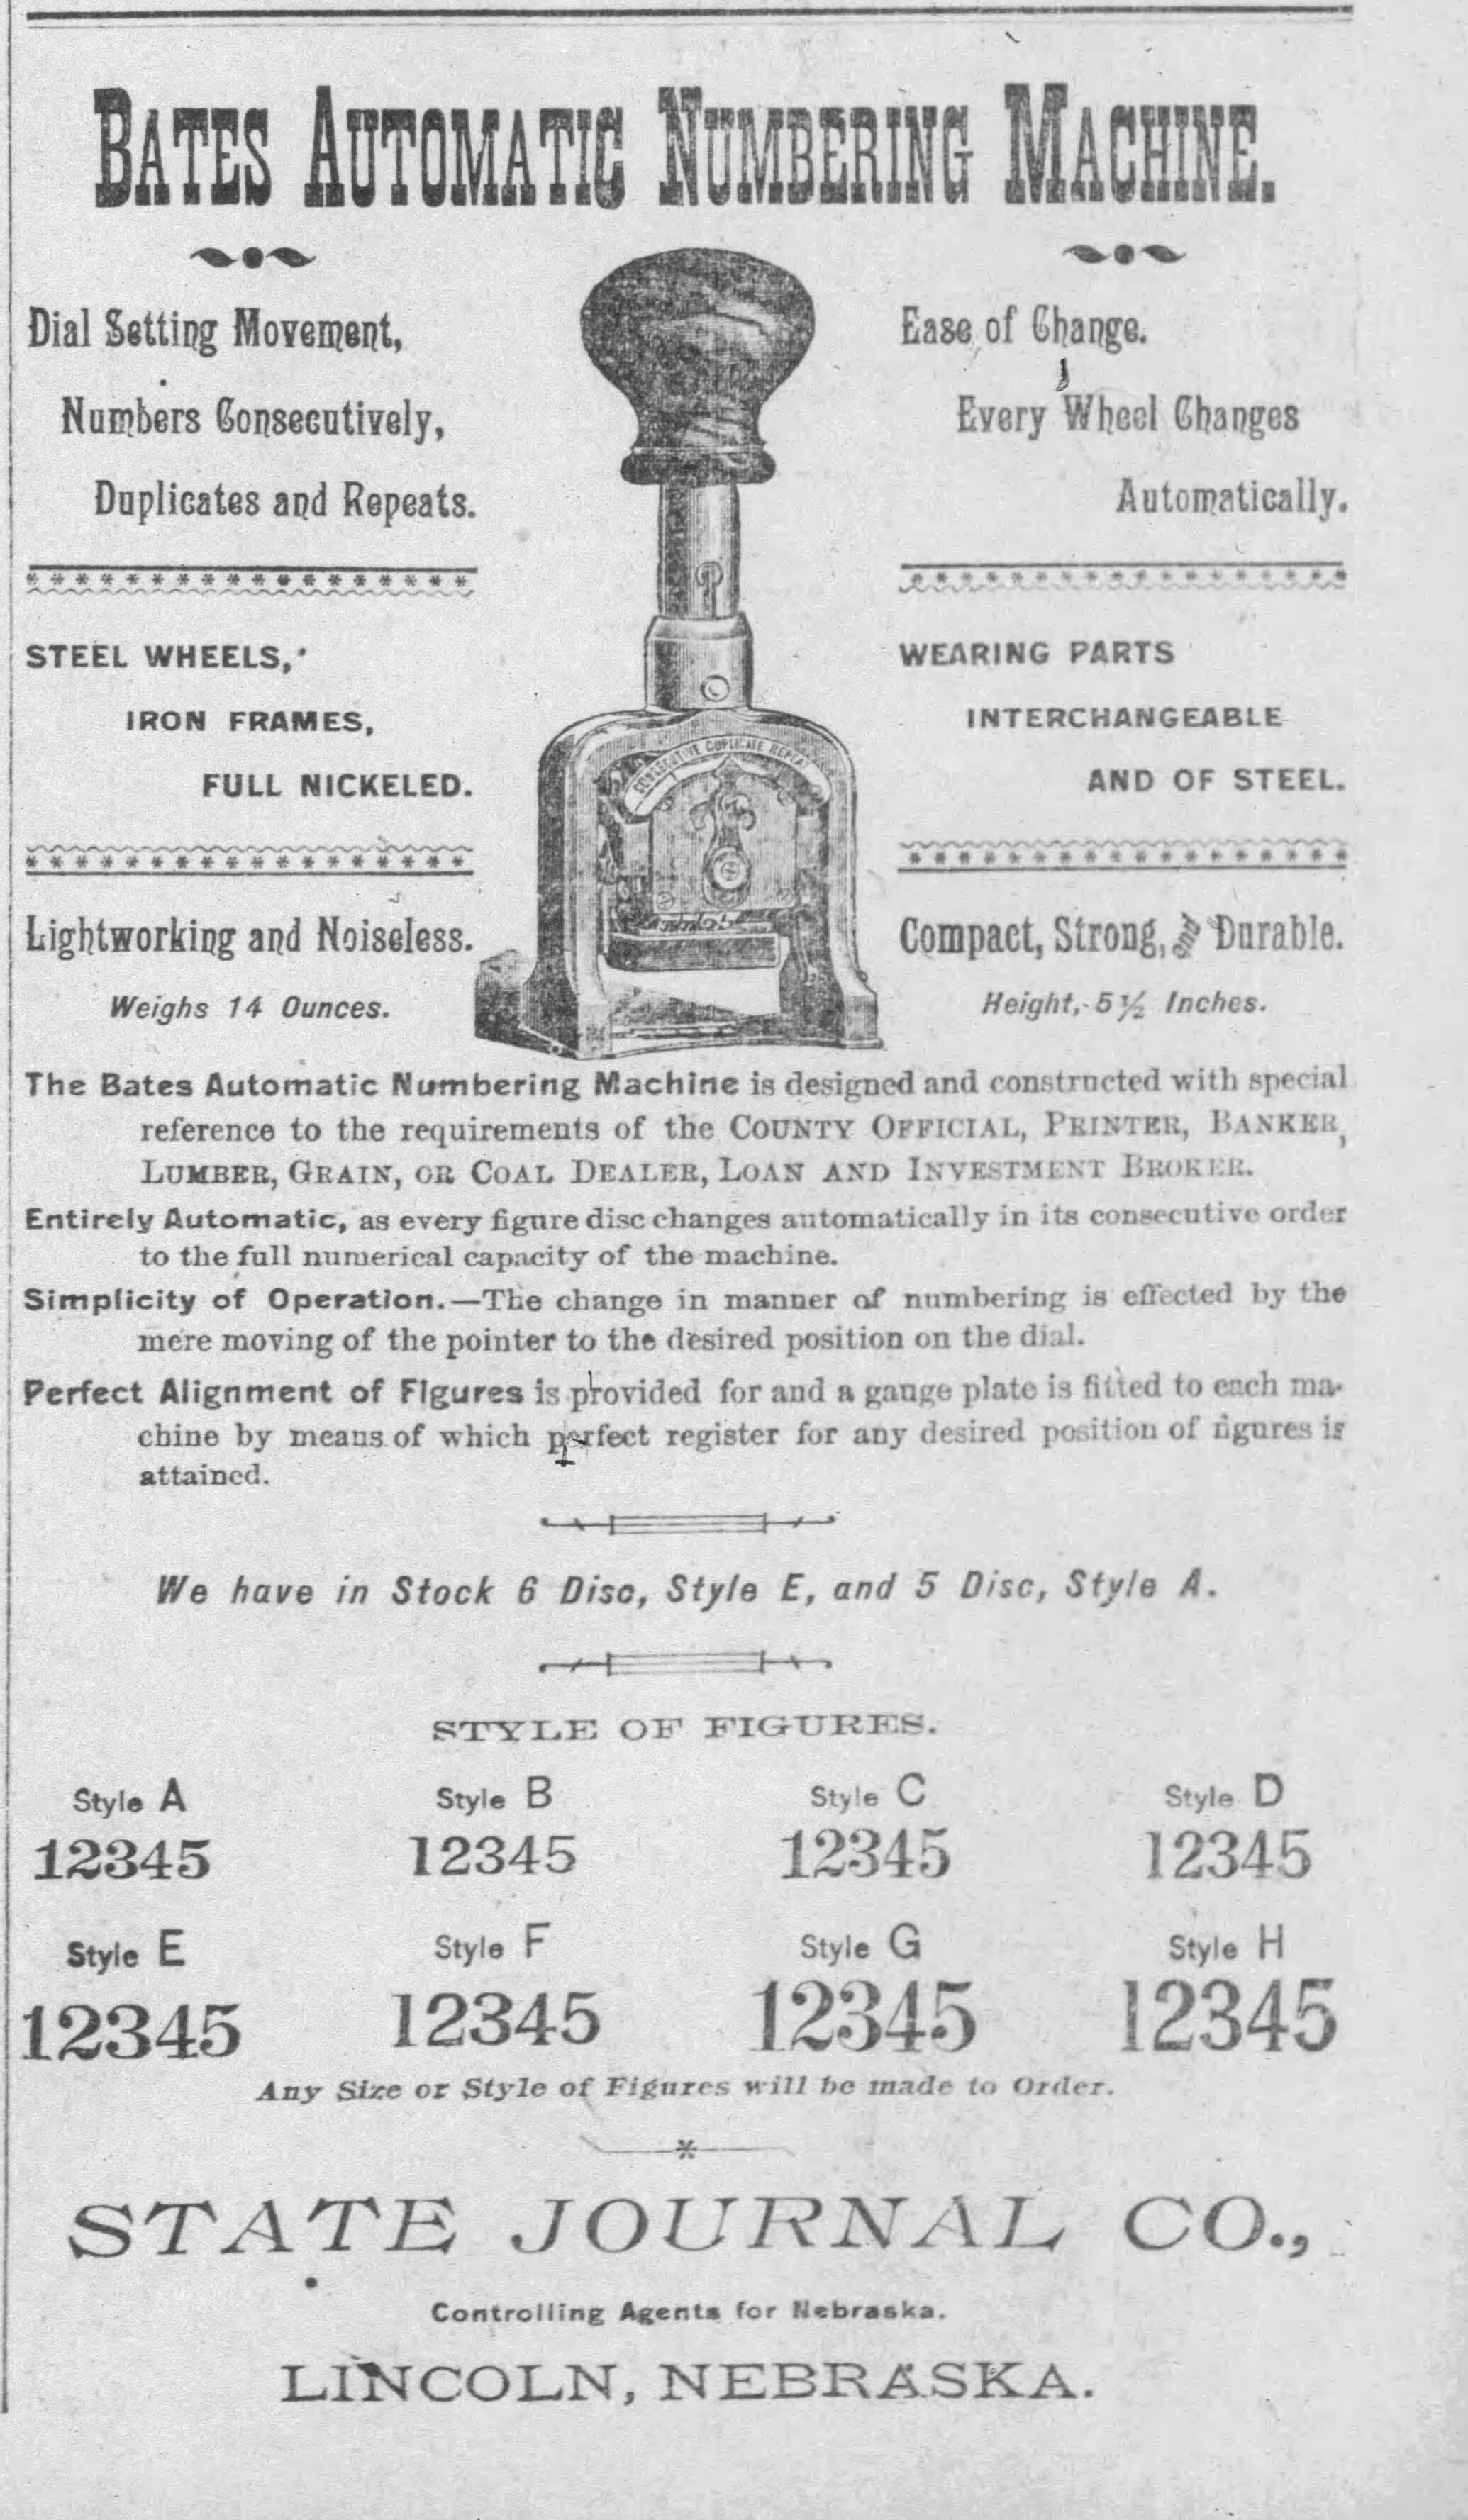 BATES AUTOMATIC NUMBERING MACHINE.
Dial Setting Movement,
Numbers Consecutively,
Duplicates and Repeats.
Ease of Change.
Every Wheel Changes
Automatically.
STEEL WHEELS,
IRON FRAMES,
FULL NICKELED.
WEARING PARTS
INTERCHANGEABLE
AND OF STEEL.
CONSECUTIVE DUPLICATE REPEAT
Lightworking and Noiseless.
Weighs 14 Ounces.
Compact, Strong, and Durable.
Height, 5½ Inches.
The Bates Automatic Numbering Machine is designed and constructed with special
reference to the requirements of the COUNTY OFFICIAL, PRINTER, BANKER,
LUMBER, GRAIN, OR COAL DEALER, LOAN AND INVESTMENT BROKER.
Entirely Automatic, as every figure disc changes automatically in its consecutive order
to the full numerical capacity of the machine.
Simplicity of Operation.—The change in manner of numbering is effected by the
mere moving of the pointer to the desired position on the dial.
Perfect Alignment of Figures is provided for and a gauge plate is fitted to each ma-
chine by means of which perfect register for any desired position of figures is
attained.
We have in Stock 6 Disc, Style E, and 5 Disc, Style A.
STYLE OF FIGURES.
Style A Style B Style C Style D
12345 12345 12345 12345
Style E Style F Style G Style H
12345 12345 12345 12345
Any Size or Style of Figures will be made to Order.
STATE JOURNAL CO.,
Controlling Agents for Nebraska.
LINCOLN, NEBRASKA.